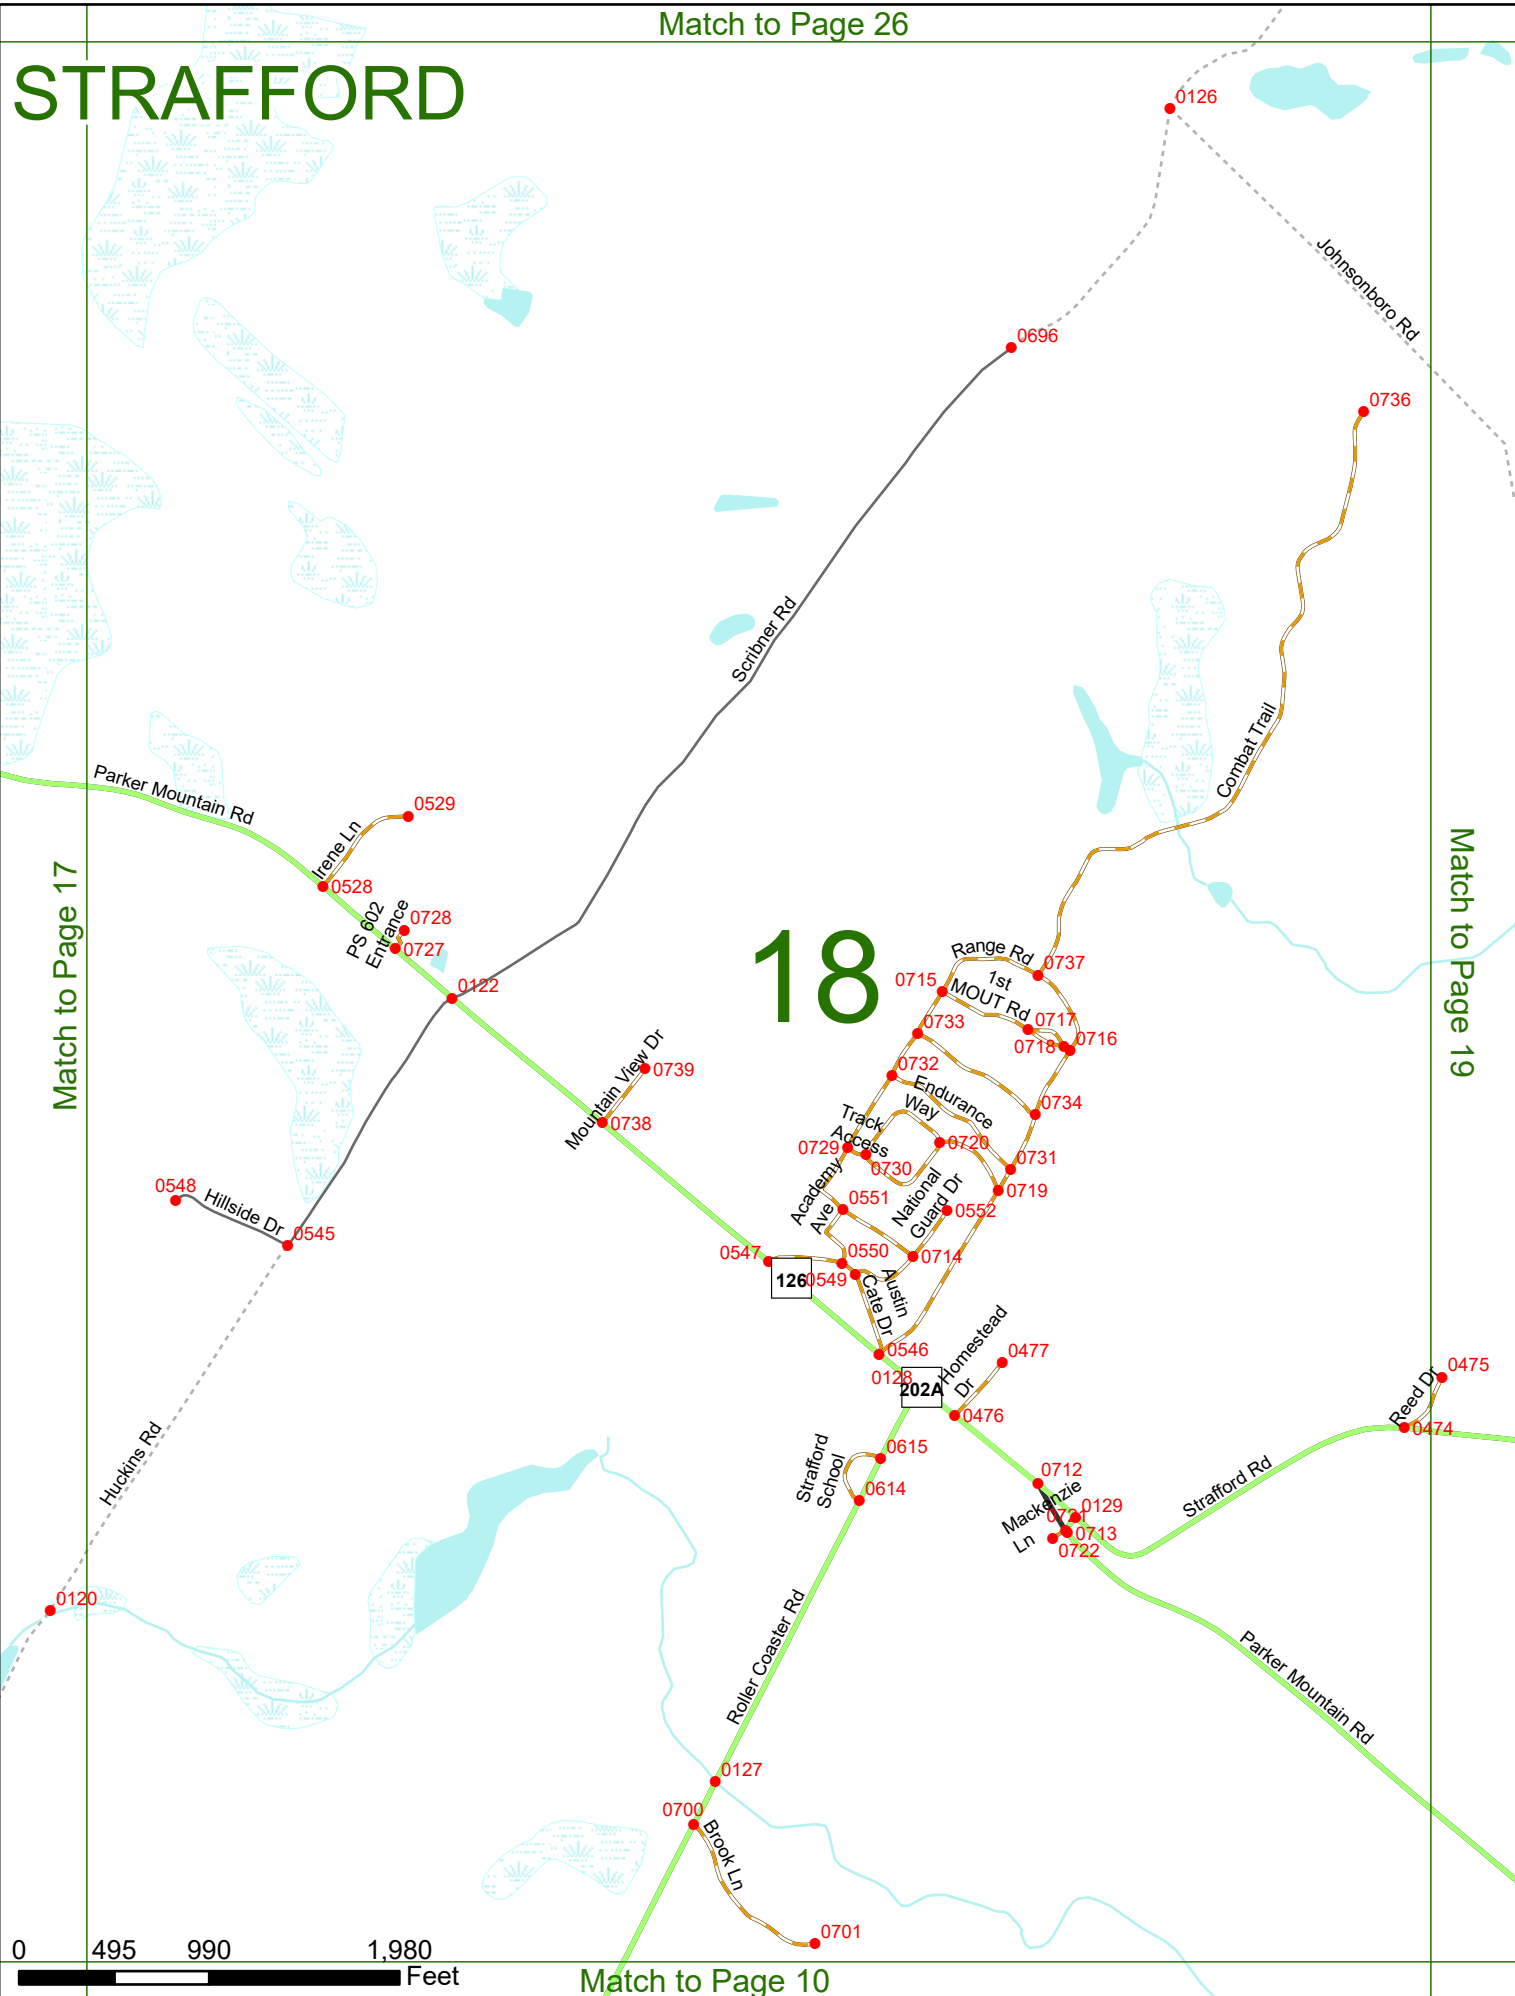 Match to Page 26
STRAFFORD
0126
Johnsonboro Rd
0696
0736
Scribner Rd
Combat Trail
Parker Mountain Rd
0529
Irene Ln
0528
Match to Page 17
Match to Page 19
PS 602
Entrance
0728
0727
0122
18
Range Rd
0737
0715
1st
MOUT Rd
0717
0718
0716
0733
0732
Mountain View Dr
0739
0738
Endurance
Way
0734
Track
Access
0729
0730
0720
0731
0719
Academy
Ave
0551
National
Guard Dr
0552
0548
Hillside Dr
0545
0547
0550
0714
126
0549
Austin
Cate Dr
0546
0128
202A
Homestead
Dr
0477
0476
0475
Reed Dr
0474
Huckins Rd
Strafford
School
0615
0614
0712
Mackenzie
Ln
0129
0721
0713
0722
Strafford Rd
0120
Roller Coaster Rd
Parker Mountain Rd
0127
0700
Brook Ln
0701
0 495 990 1,980
Feet
Match to Page 10